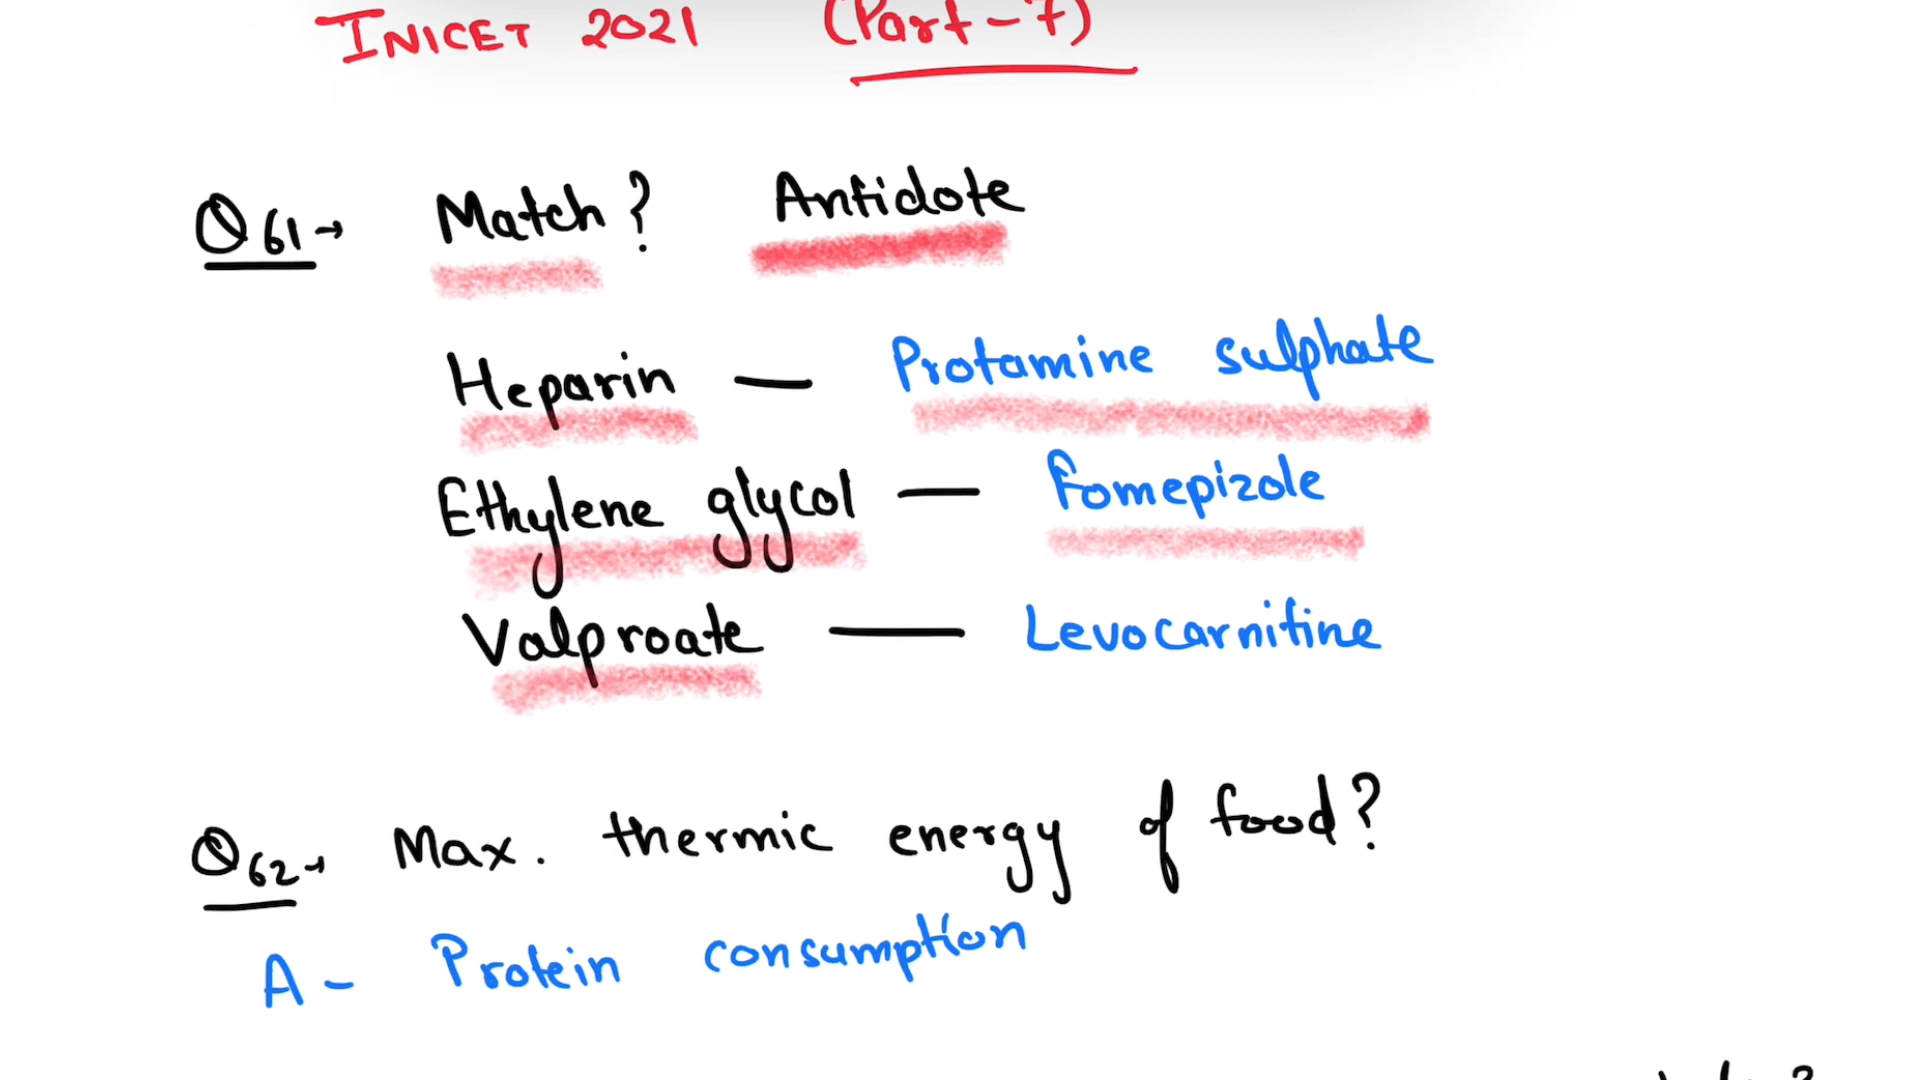 INICET 2021 (Part-7)
Q61→ Match? Antidote
Heparin — Protamine sulphate
Ethylene glycol — Fomepizole
Valproate — Levocarnitine
Q62→ Max. thermic energy of food?
A- Protein consumption